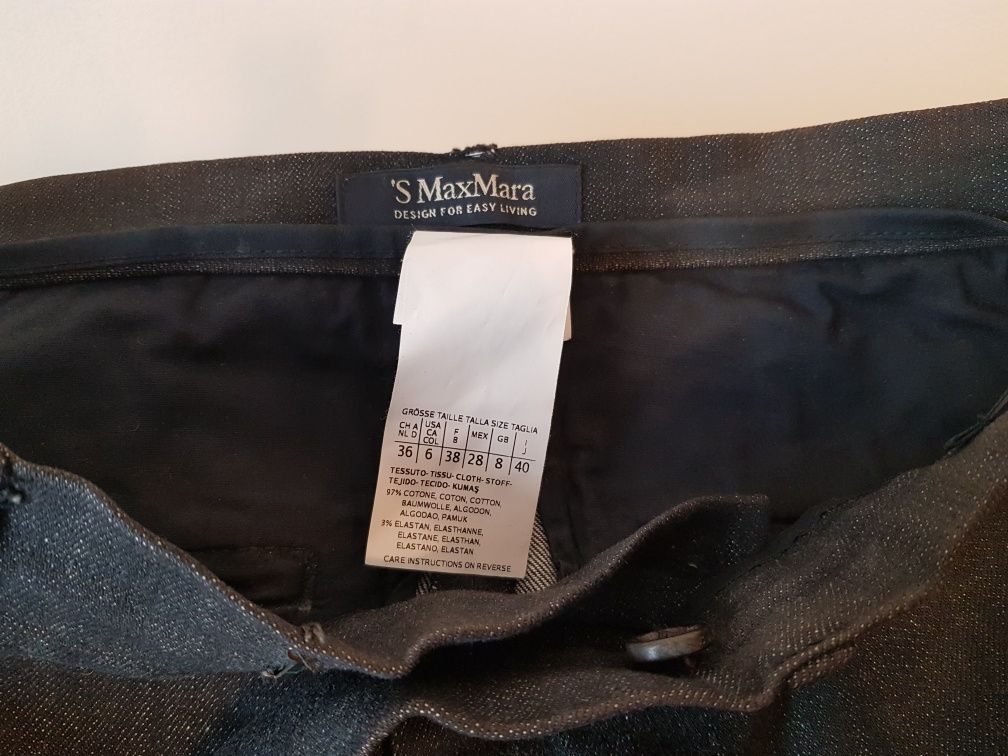 'S MaxMara
DESIGN FOR EASY LIVING
GRÖSSE TAILLE TALLA SIZE TAGLIA
CH A NL D USA CA COL F B MEX GB I J
36 6 38 28 8 40
TESSUTO- TISSU- CLOTH- STOFF-
TEJIDO- TECIDO- KUMAŞ
97% COTONE, COTON, COTTON,
BAUMWOLLE, ALGODON,
ALGODAO, PAMUK
3% ELASTAN, ELASTHANNE,
ELASTANE, ELASTHAN,
ELASTANO, ELASTAN
CARE INSTRUCTIONS ON REVERSE